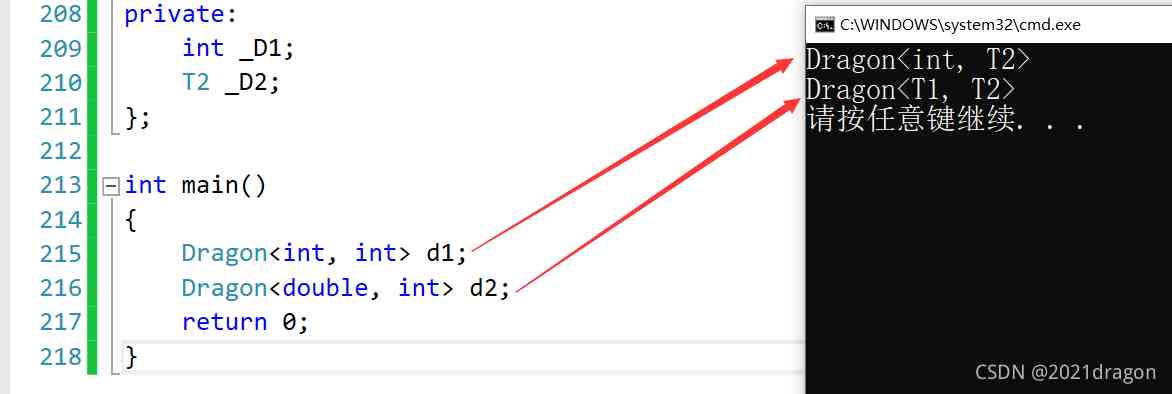 208 private:
209 int _D1;
210 T2 _D2;
211 };
212
213 int main()
214 {
215 Dragon<int, int> d1;
216 Dragon<double, int> d2;
217 return 0;
218 }
C:\WINDOWS\system32\cmd.exe
Dragon<int, T2>
Dragon<T1, T2>
请按任意键继续. . .
CSDN @2021dragon